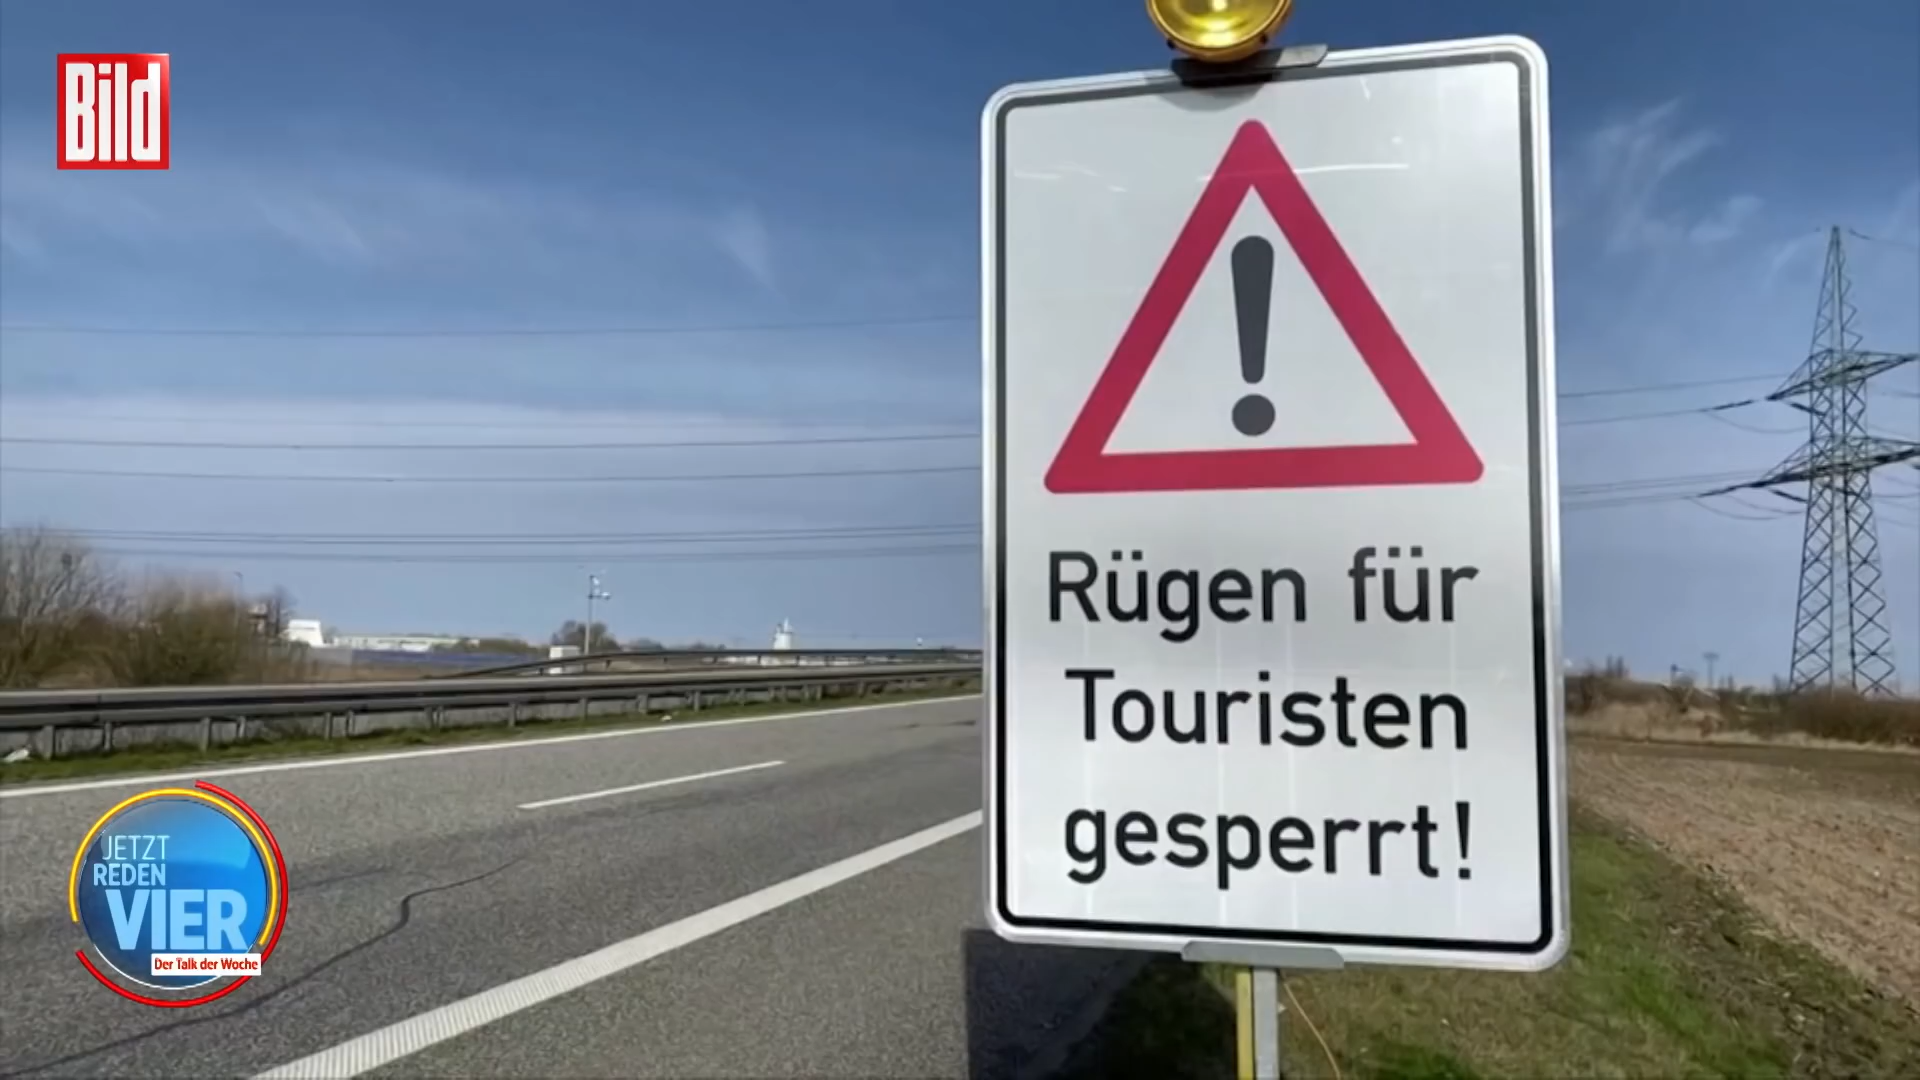 Bild
Rügen für
Touristen
gesperrt!
JETZT
REDEN
VIER
Der Talk der Woche